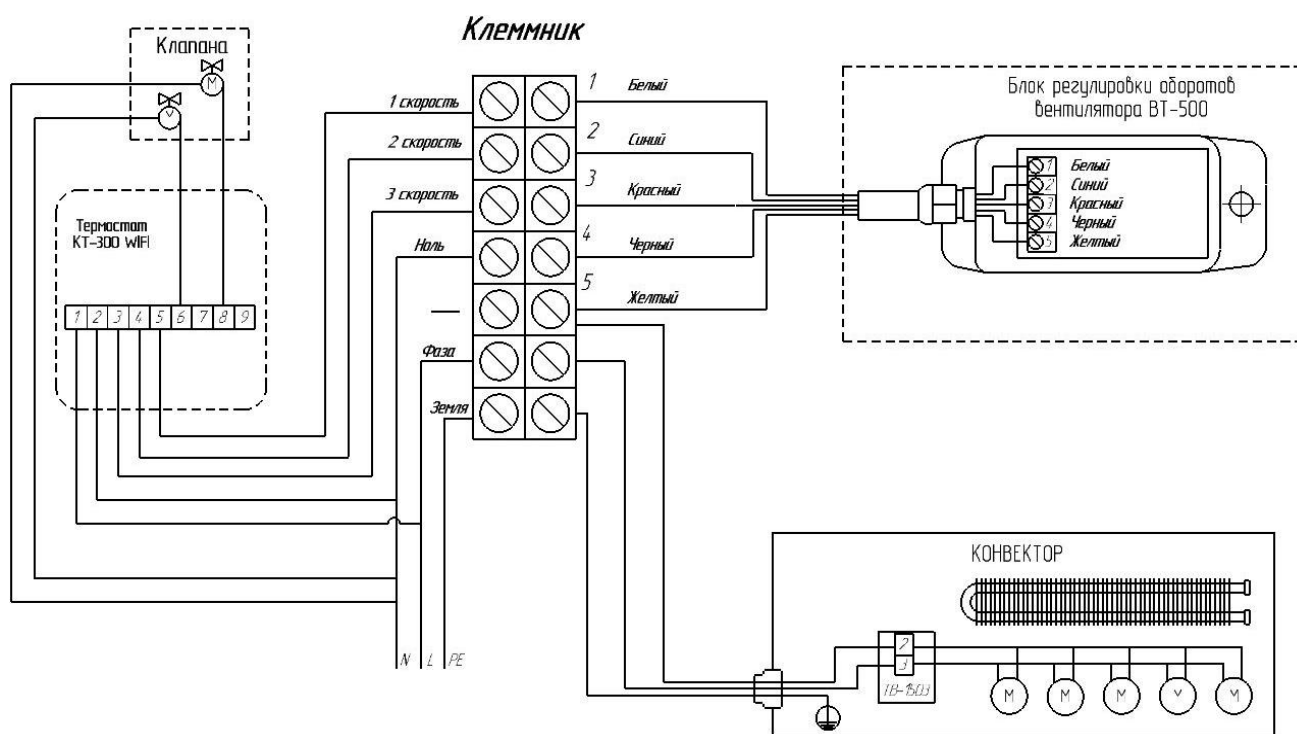 Клеммник
Клапана
M
M
Термостат
КТ-300 WIFI
1 2 3 4 5 6 7 8 9
1 скорость
2 скорость
3 скорость
Ноль
—
Фаза
Земля
1 Белый
2 Синий
3 Красный
4 Черный
5 Желтый
Блок регулировки оборотов
вентилятора ВТ-500
1 Белый
2 Синий
3 Красный
4 Черный
5 Желтый
N L PE
КОНВЕКТОР
2
3
ТВ-1503
M M M M M